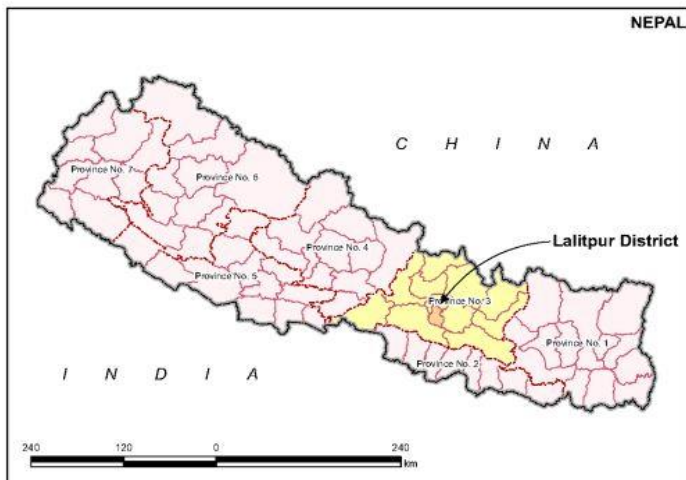 NEPAL
C H I N A
Province No. 7
Province No. 6
Lalitpur District
Province No. 4
Province No. 5
Province No. 3
Province No. 1
Province No. 2
I N D I A
240 120 0 240
km